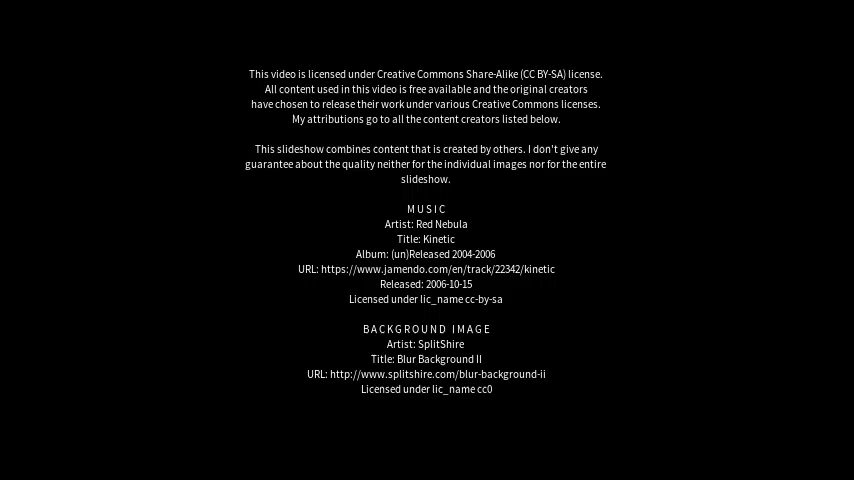 This video is licensed under Creative Commons Share-Alike (CC BY-SA) license.
All content used in this video is free available and the original creators
have chosen to release their work under various Creative Commons licenses.
My attributions go to all the content creators listed below.
This slideshow combines content that is created by others. I don't give any
guarantee about the quality neither for the individual images nor for the entire
slideshow.
MUSIC
Artist: Red Nebula
Title: Kinetic
Album: (un)Released 2004-2006
URL: https://www.jamendo.com/en/track/22342/kinetic
Released: 2006-10-15
Licensed under lic_name cc-by-sa
BACKGROUND IMAGE
Artist: SplitShire
Title: Blur Background II
URL: http://www.splitshire.com/blur-background-ii
Licensed under lic_name cc0